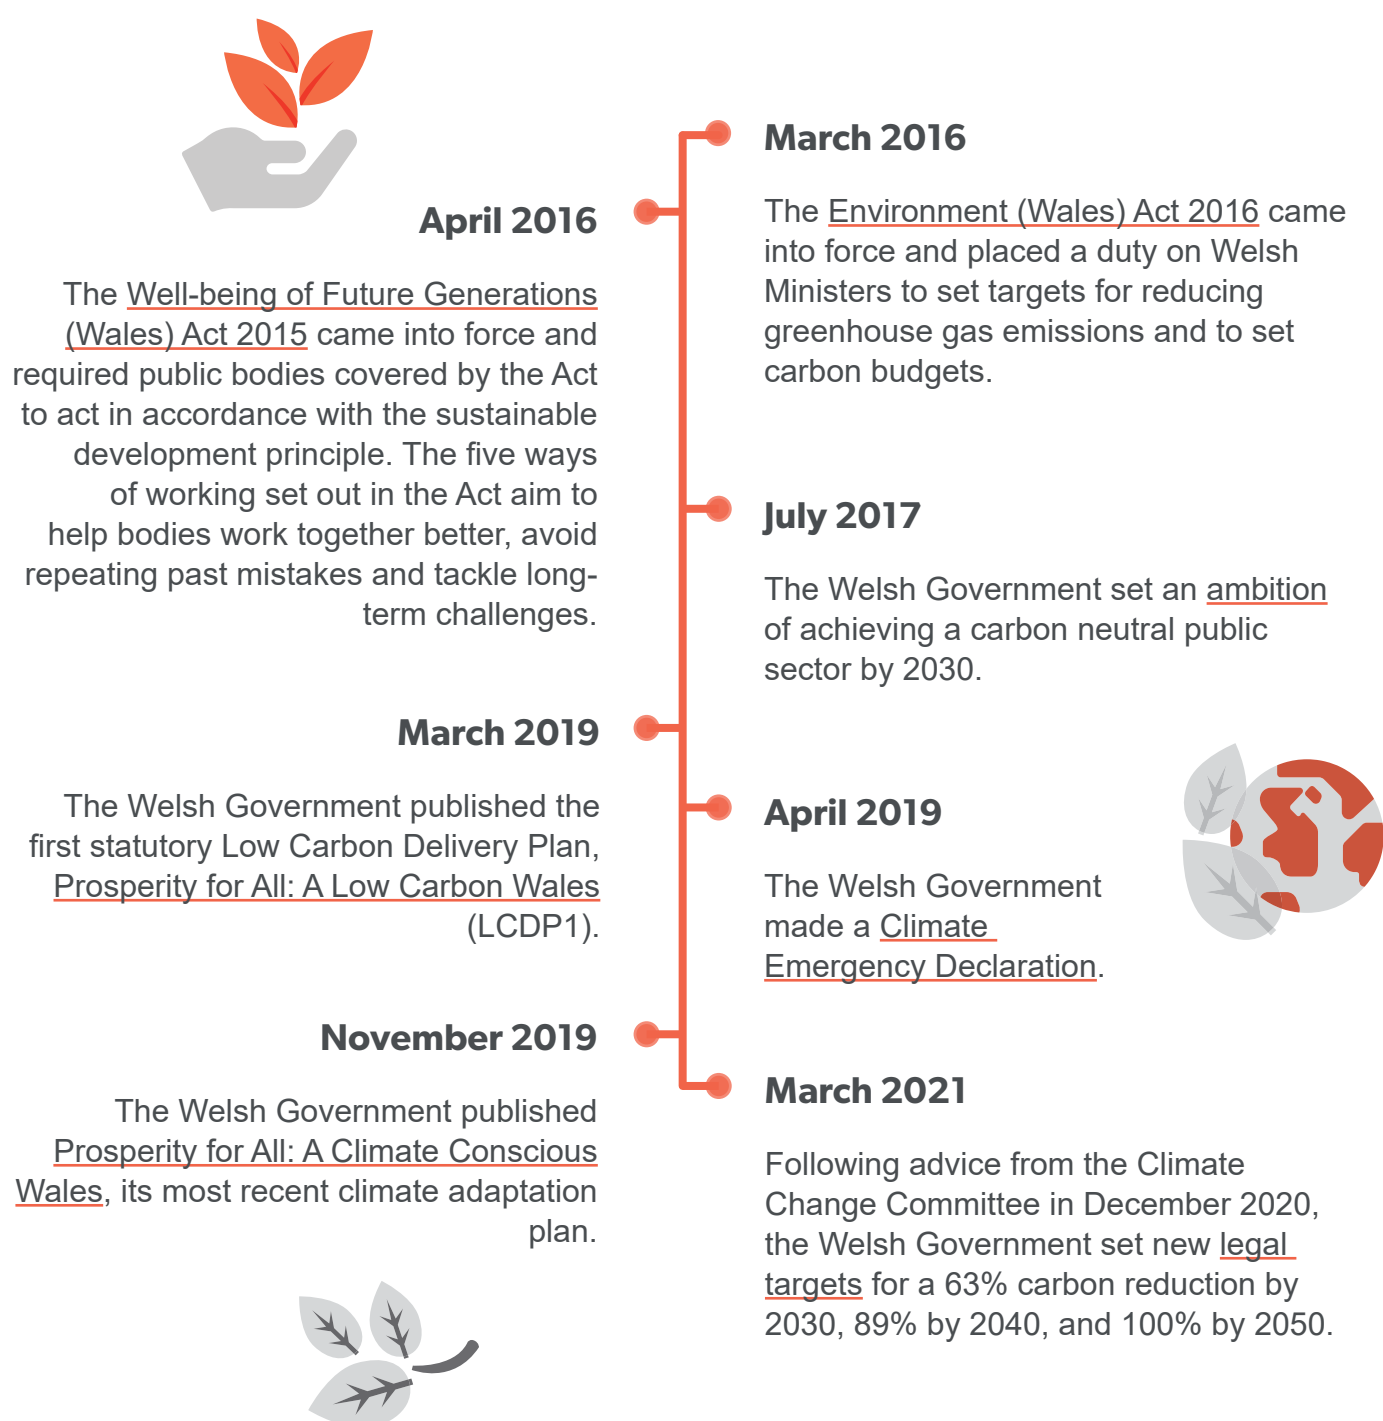 March 2016
The Environment (Wales) Act 2016 came
into force and placed a duty on Welsh
Ministers to set targets for reducing
greenhouse gas emissions and to set
carbon budgets.
April 2016
The Well-being of Future Generations
(Wales) Act 2015 came into force and
required public bodies covered by the Act
to act in accordance with the sustainable
development principle. The five ways
of working set out in the Act aim to
help bodies work together better, avoid
repeating past mistakes and tackle long-
term challenges.
July 2017
The Welsh Government set an ambition
of achieving a carbon neutral public
sector by 2030.
March 2019
The Welsh Government published the
first statutory Low Carbon Delivery Plan,
Prosperity for All: A Low Carbon Wales
(LCDP1).
April 2019
The Welsh Government
made a Climate
Emergency Declaration.
November 2019
The Welsh Government published
Prosperity for All: A Climate Conscious
Wales, its most recent climate adaptation
plan.
March 2021
Following advice from the Climate
Change Committee in December 2020,
the Welsh Government set new legal
targets for a 63% carbon reduction by
2030, 89% by 2040, and 100% by 2050.